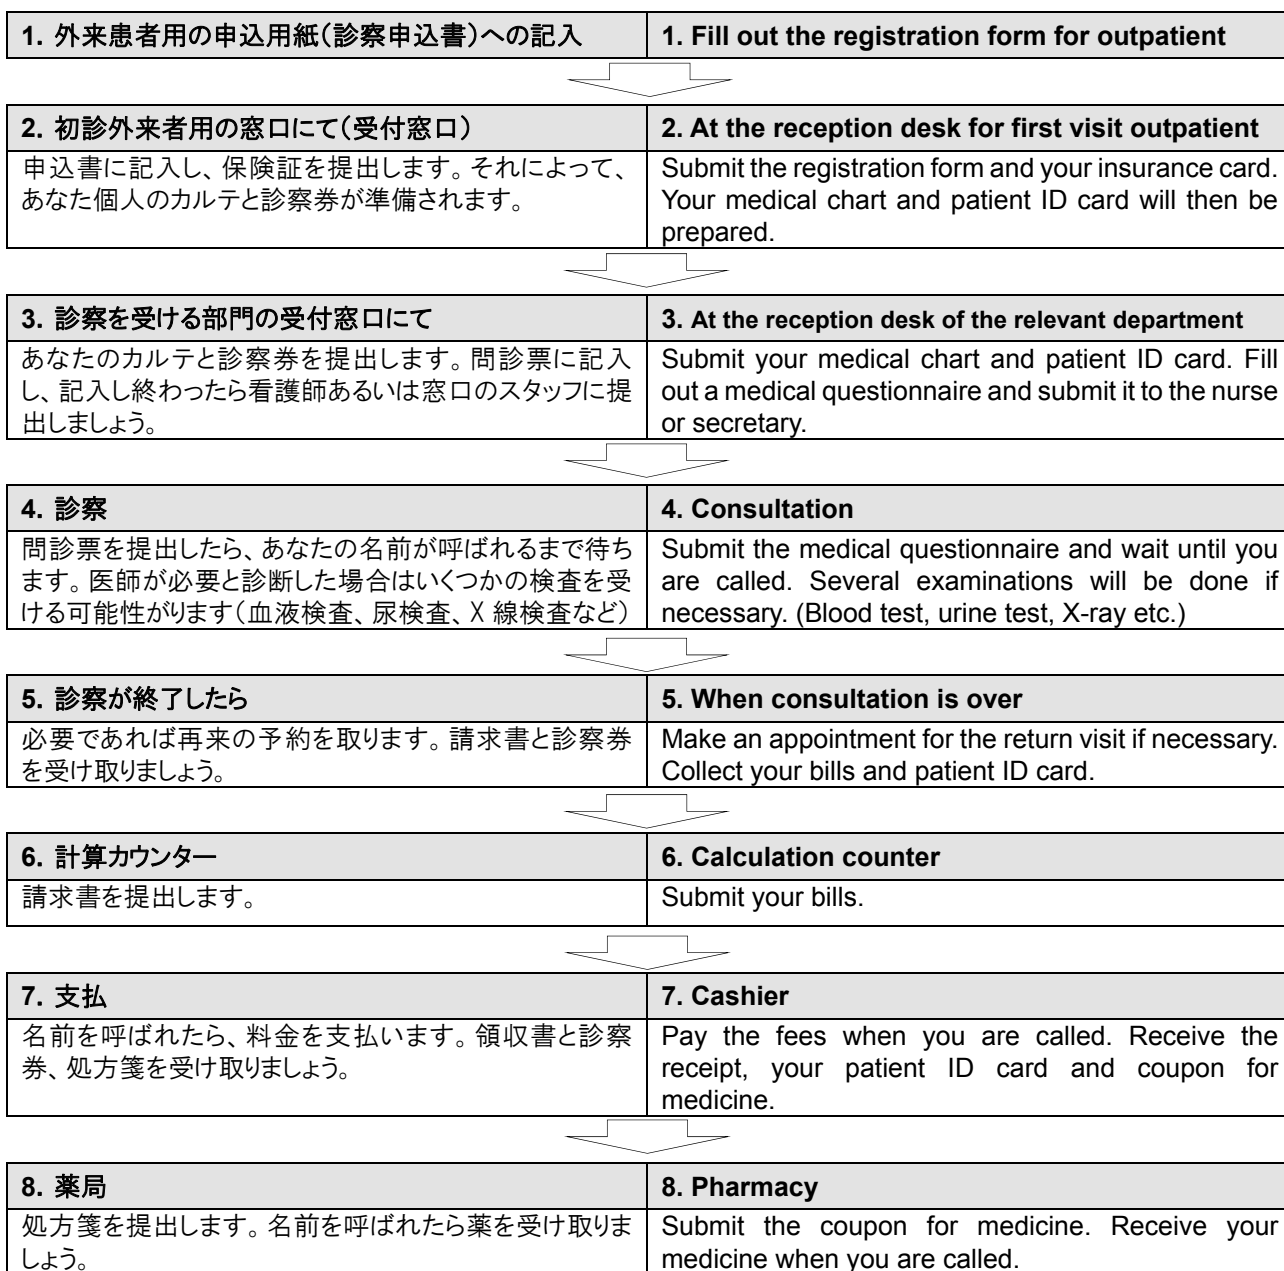 1. 外来患者用の申込用紙（診察申込書）への記入
1. Fill out the registration form for outpatient
2. 初診外来者用の窓口にて（受付窓口）
2. At the reception desk for first visit outpatient
申込書に記入し、保険証を提出します。それによって、
あなた個人のカルテと診察券が準備されます。
Submit the registration form and your insurance card.
Your medical chart and patient ID card will then be
prepared.
3. 診察を受ける部門の受付窓口にて
3. At the reception desk of the relevant department
あなたのカルテと診察券を提出します。問診票に記入
し、記入し終わったら看護師あるいは窓口のスタッフに提
出しましょう。
Submit your medical chart and patient ID card. Fill
out a medical questionnaire and submit it to the nurse
or secretary.
4. 診察
4. Consultation
問診票を提出したら、あなたの名前が呼ばれるまで待ち
ます。医師が必要と診断した場合はいくつかの検査を受
ける可能性がります（血液検査、尿検査、X 線検査など）
Submit the medical questionnaire and wait until you
are called. Several examinations will be done if
necessary. (Blood test, urine test, X-ray etc.)
5. 診察が終了したら
5. When consultation is over
必要であれば再来の予約を取ります。請求書と診察券
を受け取りましょう。
Make an appointment for the return visit if necessary.
Collect your bills and patient ID card.
6. 計算カウンター
6. Calculation counter
請求書を提出します。
Submit your bills.
7. 支払
7. Cashier
名前を呼ばれたら、料金を支払います。領収書と診察
券、処方箋を受け取りましょう。
Pay the fees when you are called. Receive the
receipt, your patient ID card and coupon for
medicine.
8. 薬局
8. Pharmacy
処方箋を提出します。名前を呼ばれたら薬を受け取りま
しょう。
Submit the coupon for medicine. Receive your
medicine when you are called.